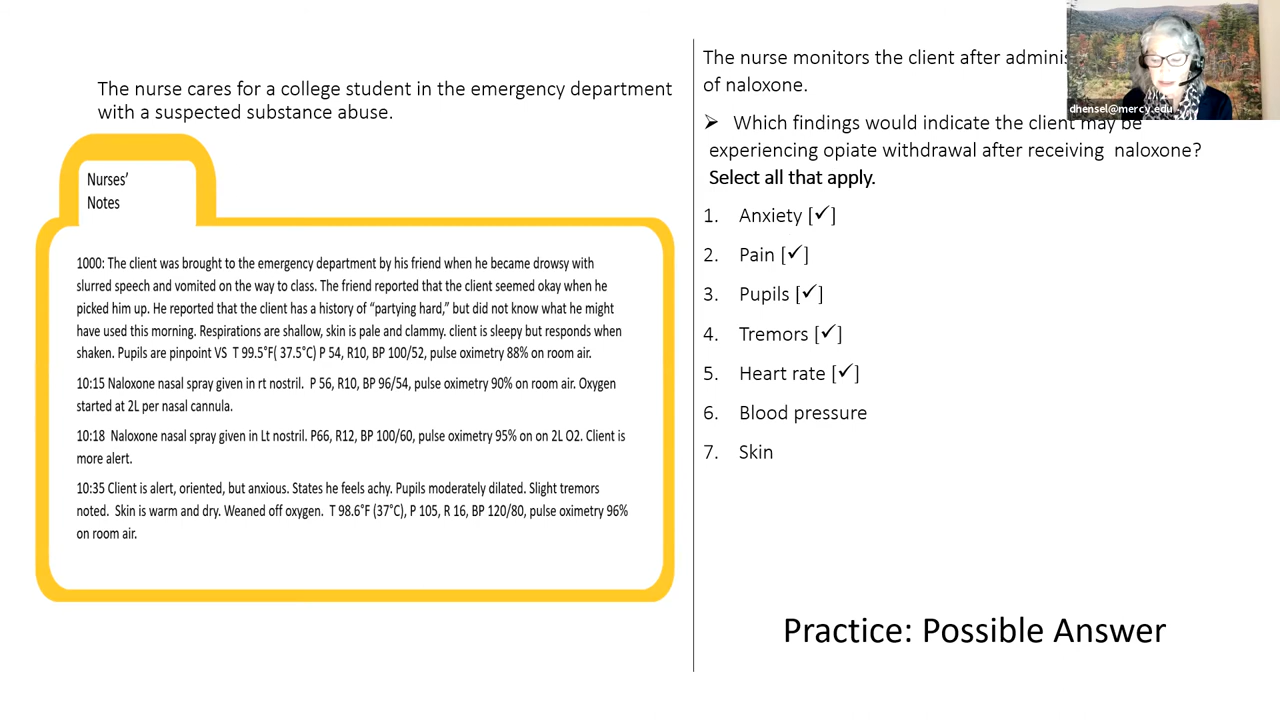 The nurse cares for a college student in the emergency department
with a suspected substance abuse.
Nurses’
Notes
1000: The client was brought to the emergency department by his friend when he became drowsy with
slurred speech and vomited on the way to class. The friend reported that the client seemed okay when he
picked him up. He reported that the client has a history of “partying hard,” but did not know what he might
have used this morning. Respirations are shallow, skin is pale and clammy. client is sleepy but responds when
shaken. Pupils are pinpoint VS T 99.5°F( 37.5°C) P 54, R10, BP 100/52, pulse oximetry 88% on room air.
10:15 Naloxone nasal spray given in rt nostril. P 56, R10, BP 96/54, pulse oximetry 90% on room air. Oxygen
started at 2L per nasal cannula.
10:18 Naloxone nasal spray given in Lt nostril. P66, R12, BP 100/60, pulse oximetry 95% on on 2L O2. Client is
more alert.
10:35 Client is alert, oriented, but anxious. States he feels achy. Pupils moderately dilated. Slight tremors
noted. Skin is warm and dry. Weaned off oxygen. T 98.6°F (37°C), P 105, R 16, BP 120/80, pulse oximetry 96%
on room air.
The nurse monitors the client after
of naloxone.
dhensel@mercy.edu
➢ Which findings would indicate the client may be
experiencing opiate withdrawal after receiving naloxone?
Select all that apply.
1. Anxiety [✓]
2. Pain [✓]
3. Pupils [✓]
4. Tremors [✓]
5. Heart rate [✓]
6. Blood pressure
7. Skin
Practice: Possible Answer